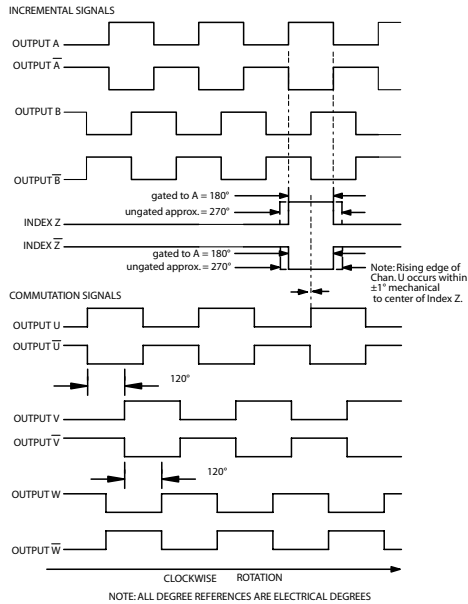 INCREMENTAL SIGNALS
OUTPUT A
OUTPUT A̅
OUTPUT B
OUTPUT B̅
gated to A = 180°
ungated approx. = 270°
INDEX Z
INDEX Z̅
gated to A = 180°
ungated approx. = 270°
Note: Rising edge of
Chan. U occurs within
±1° mechanical
to center of Index Z.
COMMUTATION SIGNALS
OUTPUT U
OUTPUT U̅
120°
OUTPUT V
OUTPUT V̅
120°
OUTPUT W
OUTPUT W̅
CLOCKWISE ROTATION
NOTE: ALL DEGREE REFERENCES ARE ELECTRICAL DEGREES